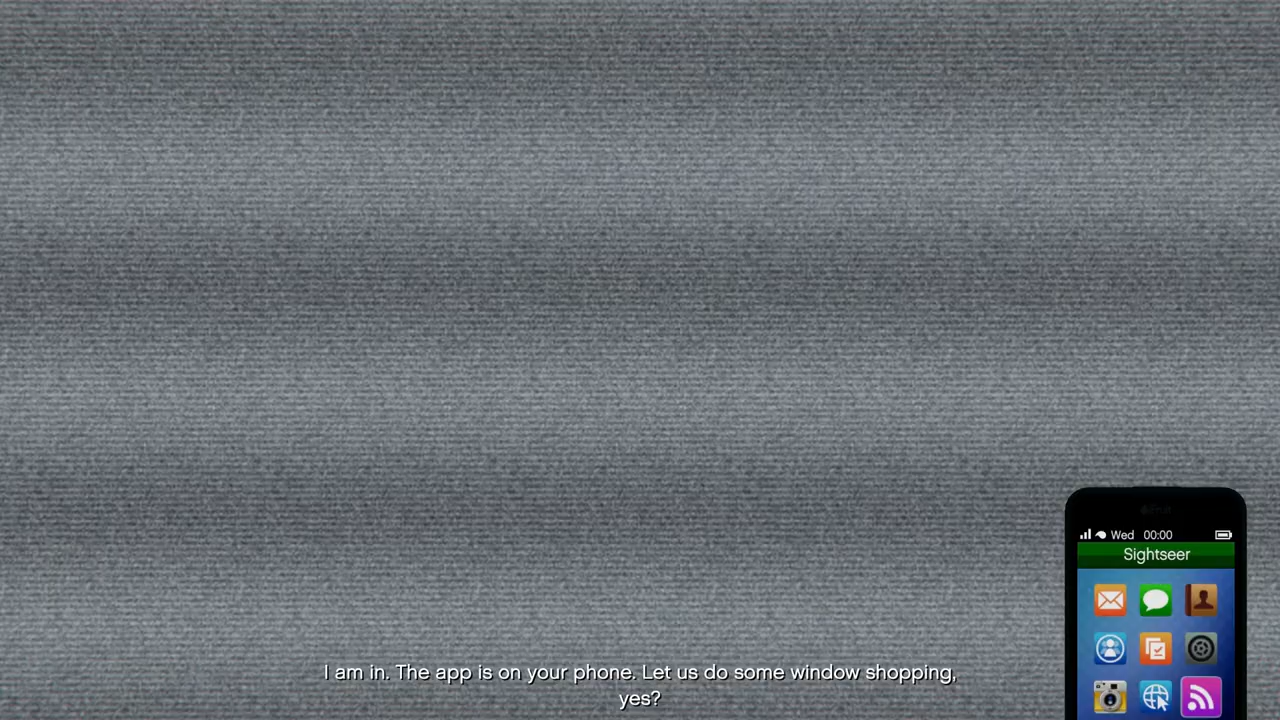 Wed 00:00
Sightseer
I am in. The app is on your phone. Let us do some window shopping,
yes?